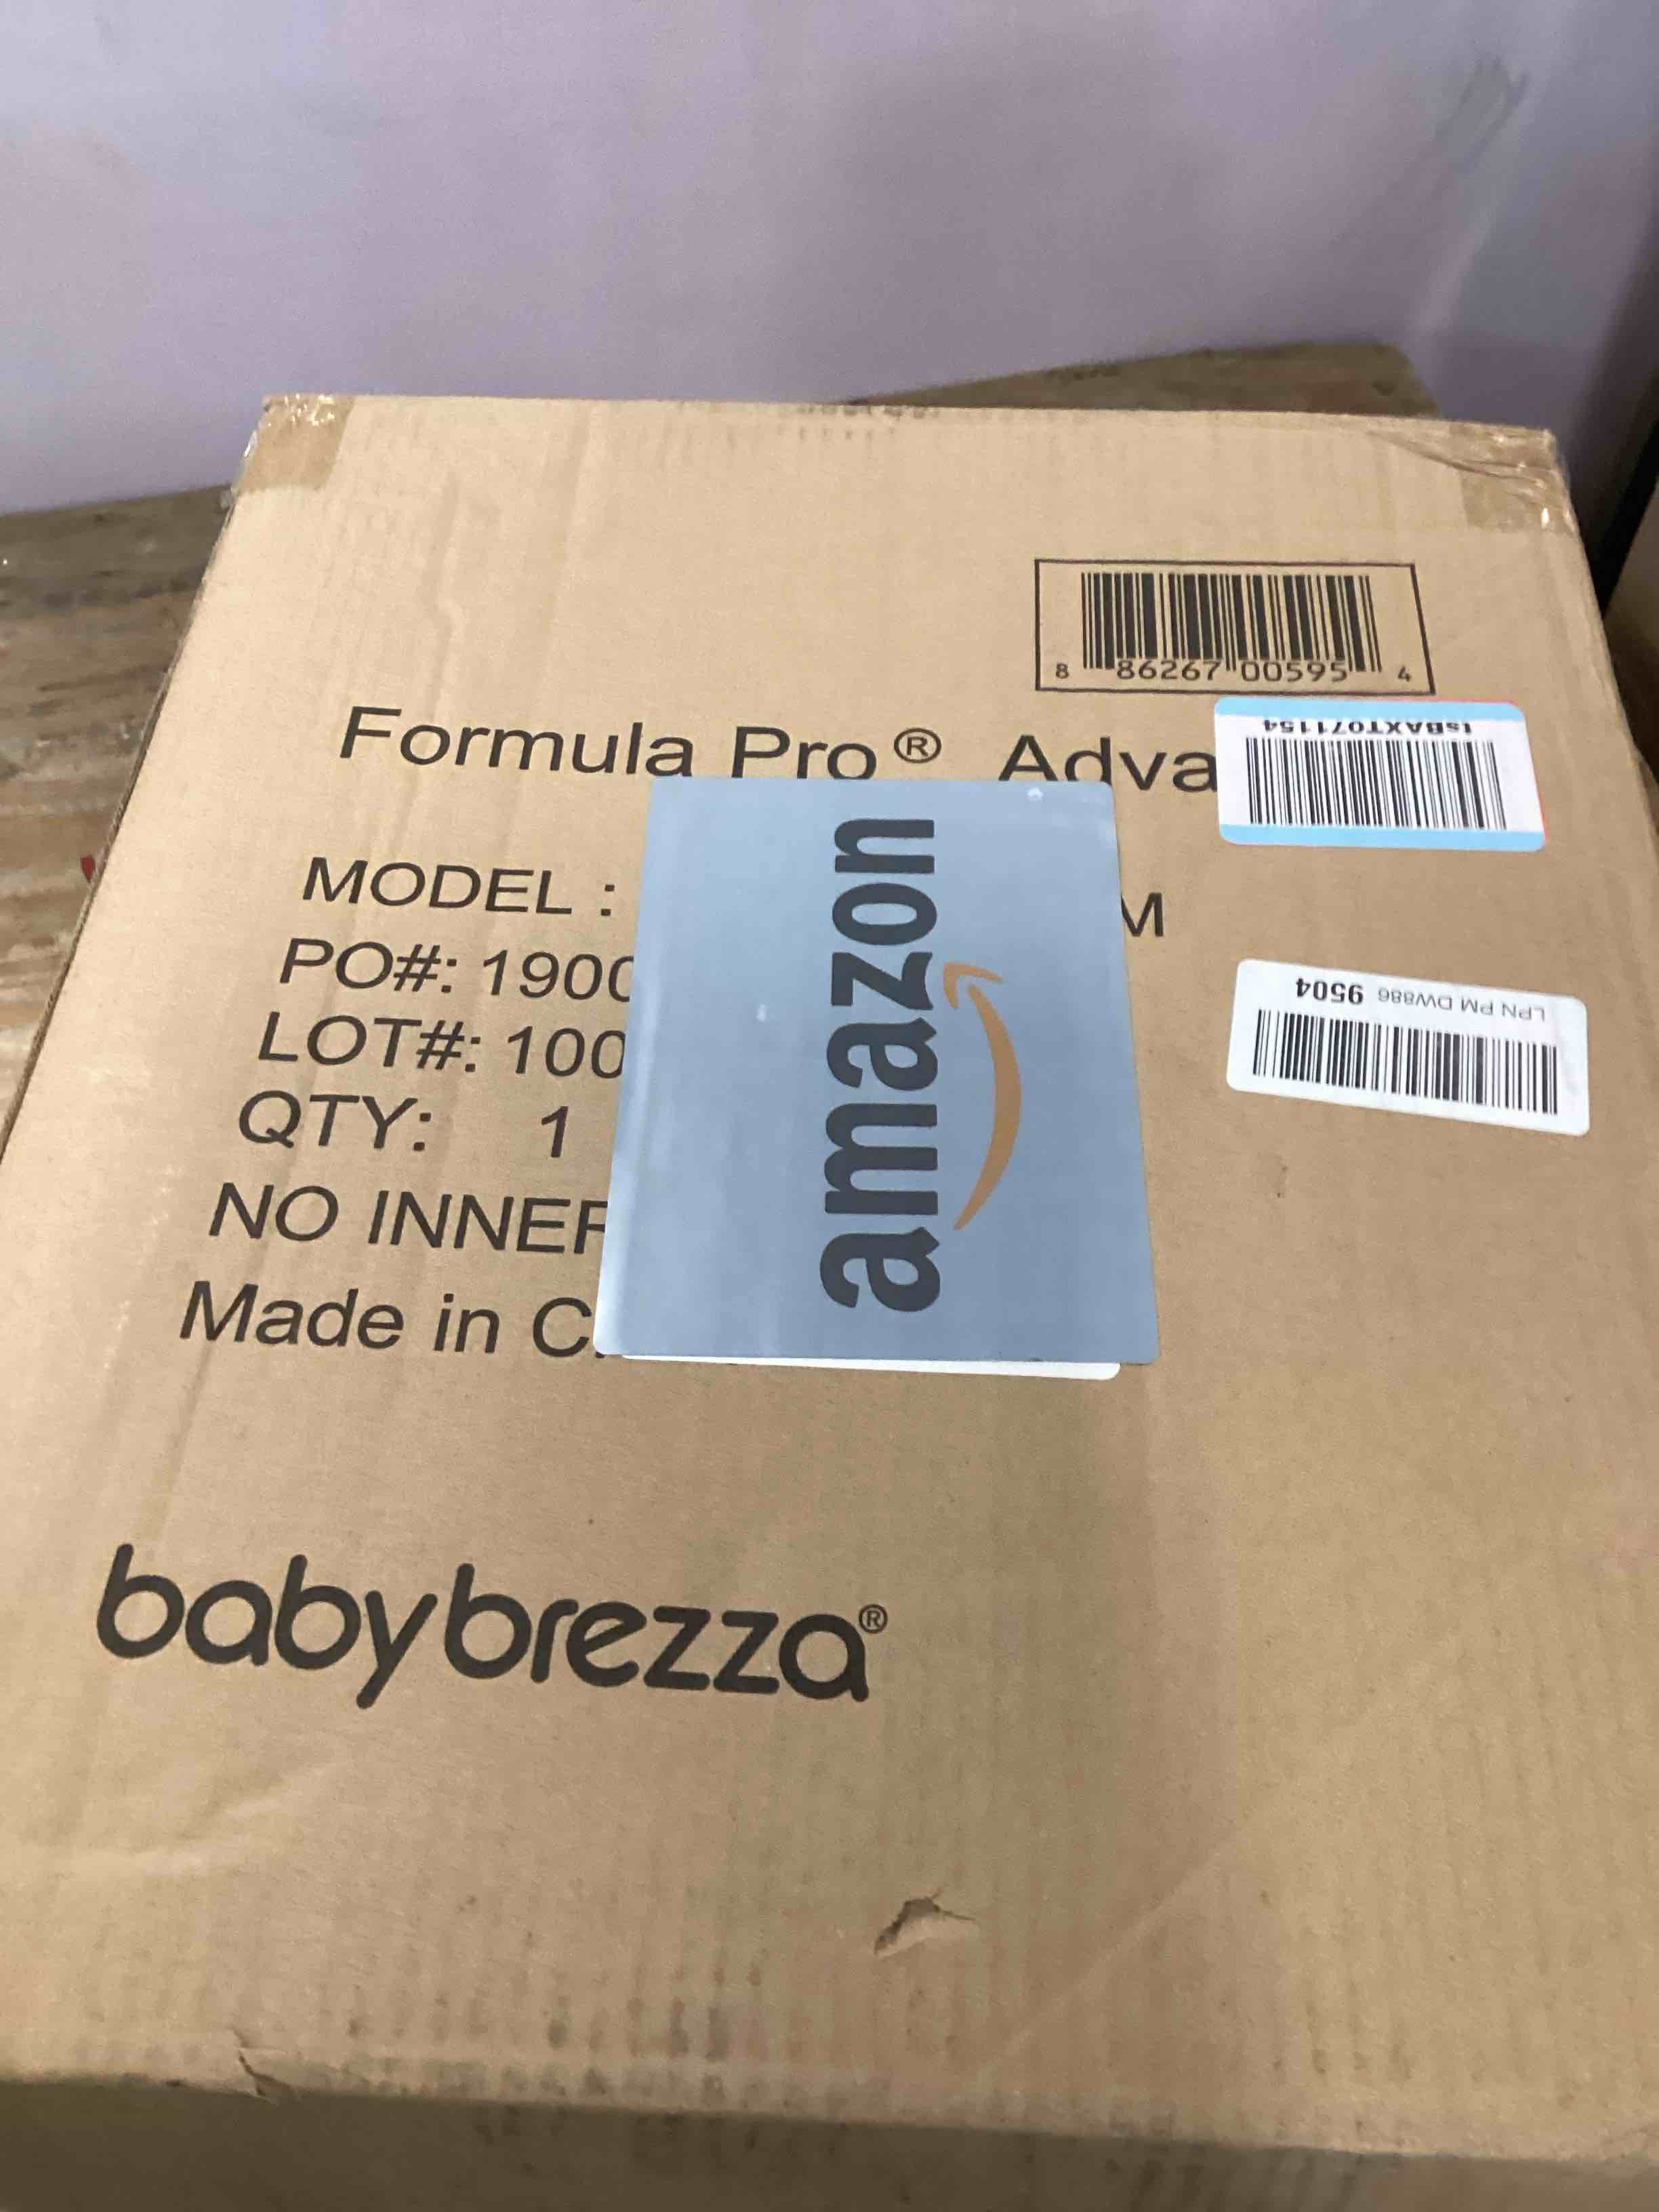 8 86267 00595 4
Formula Pro® Adva
tsBAXT071154
MODEL : M
LPN PM DW886 9504
PO#: 1900
LOT#: 100
QTY: 1
NO INNER
Made in C
amazon
babybrezza®